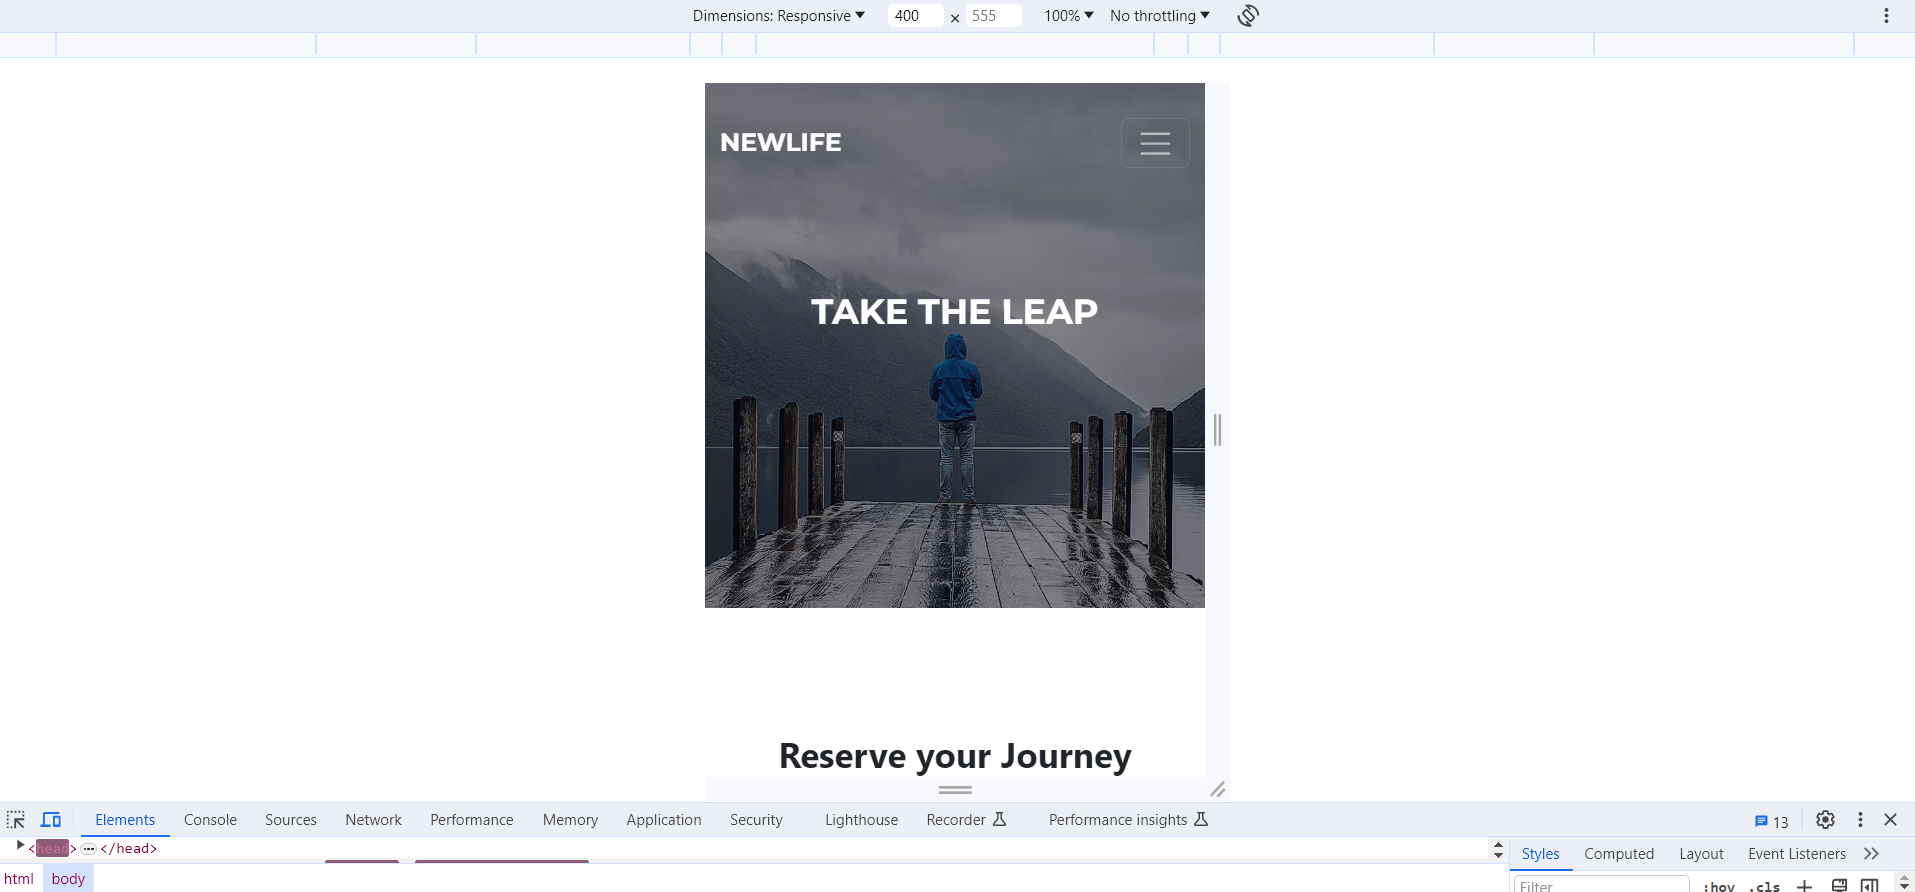 Dimensions: Responsive 400 × 555 100% No throttling
NEWLIFE
TAKE THE LEAP
Reserve your Journey
Elements Console Sources Network Performance Memory Application Security Lighthouse Recorder Performance insights 13
<head> ⋯ </head>
Styles Computed Layout Event Listeners
html body
Filter :hov .cls